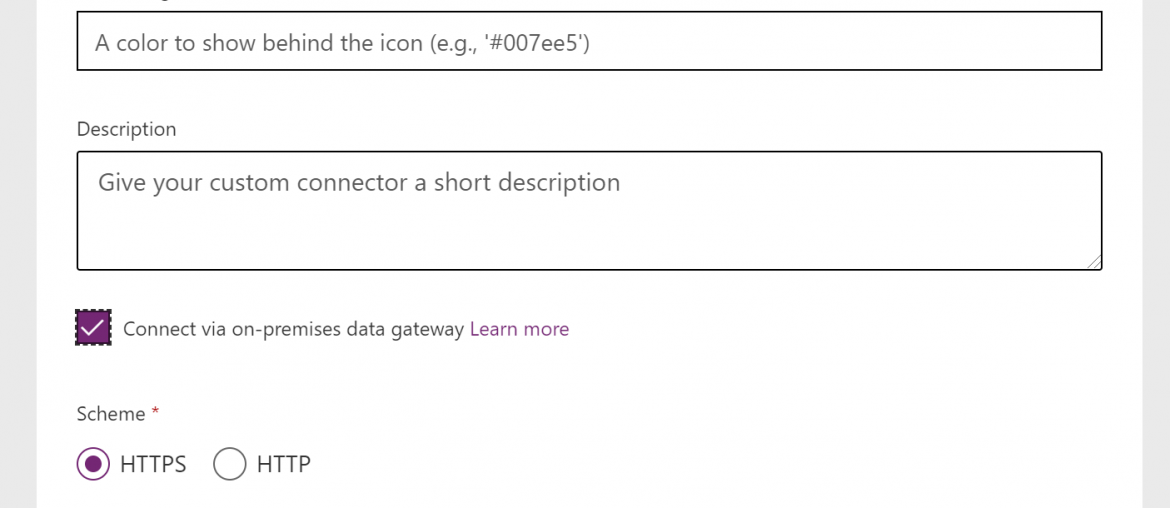 A color to show behind the icon (e.g., '#007ee5')
Description
Give your custom connector a short description
Connect via on-premises data gateway Learn more
Scheme *
HTTPS HTTP